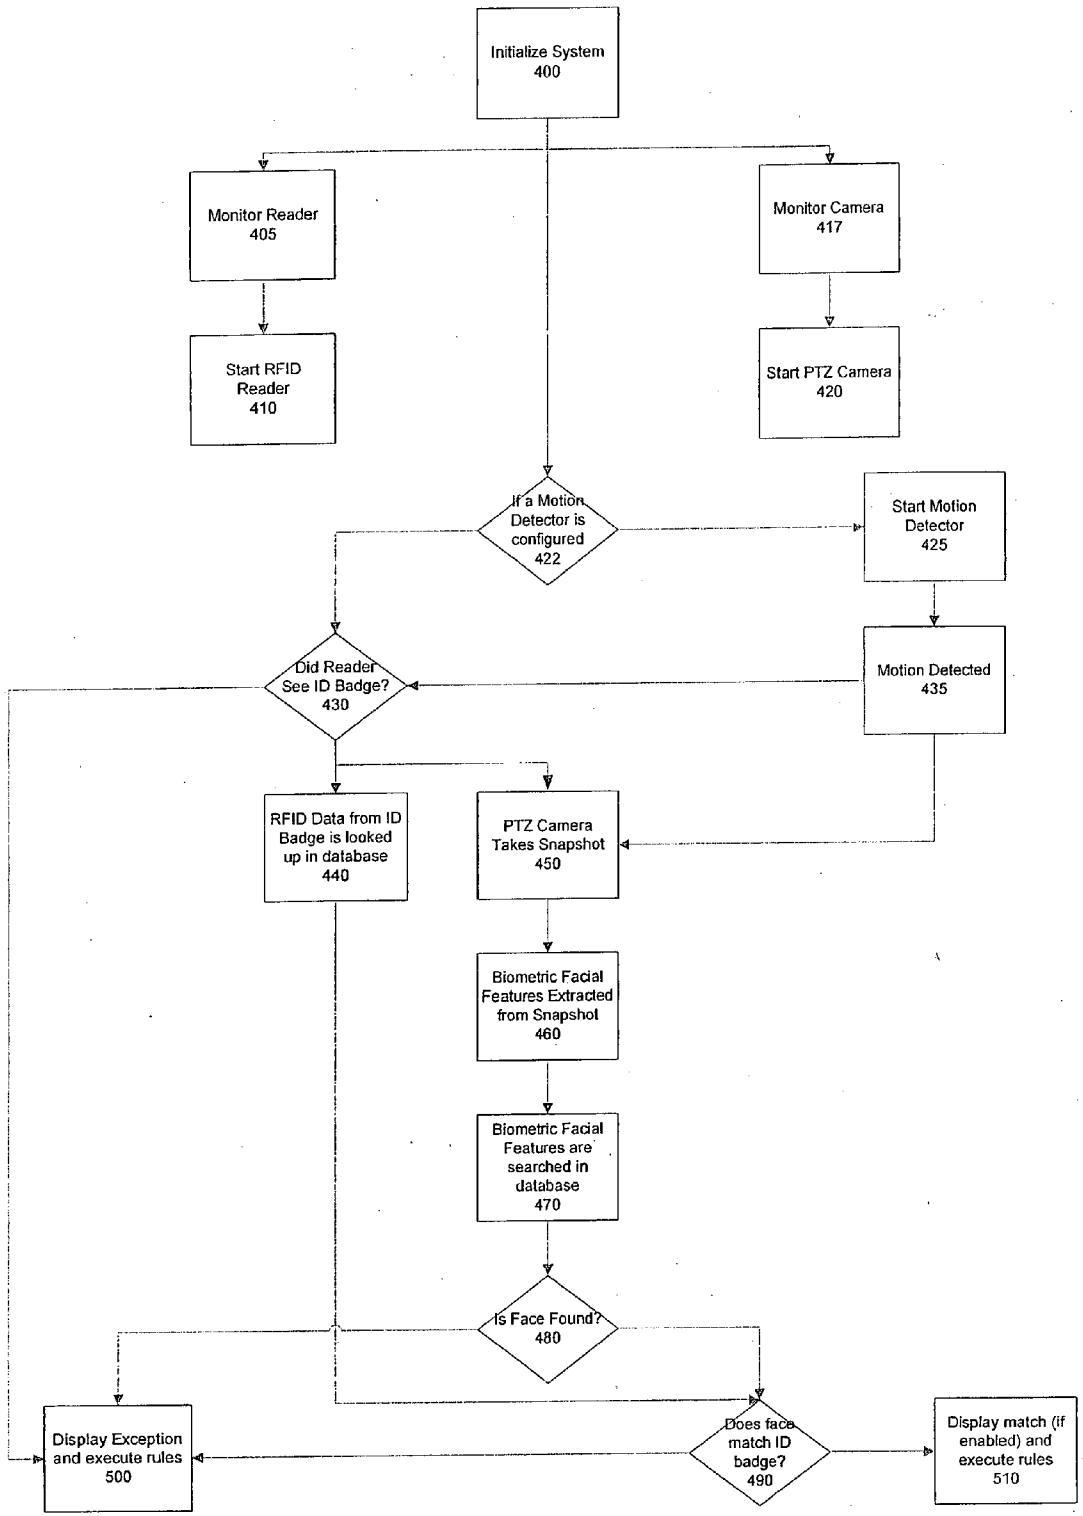 Initialize System
400
Monitor Reader
405
Monitor Camera
417
Start RFID
Reader
410
Start PTZ Camera
420
If a Motion
Detector is
configured
422
Start Motion
Detector
425
Did Reader
See ID Badge?
430
Motion Detected
435
RFID Data from ID
Badge is looked
up in database
440
PTZ Camera
Takes Snapshot
450
Biometric Facial
Features Extracted
from Snapshot
460
Biometric Facial
Features are
searched in
database
470
Is Face Found?
480
Display Exception
and execute rules
500
Does face
match ID
badge?
490
Display match (if
enabled) and
execute rules
510